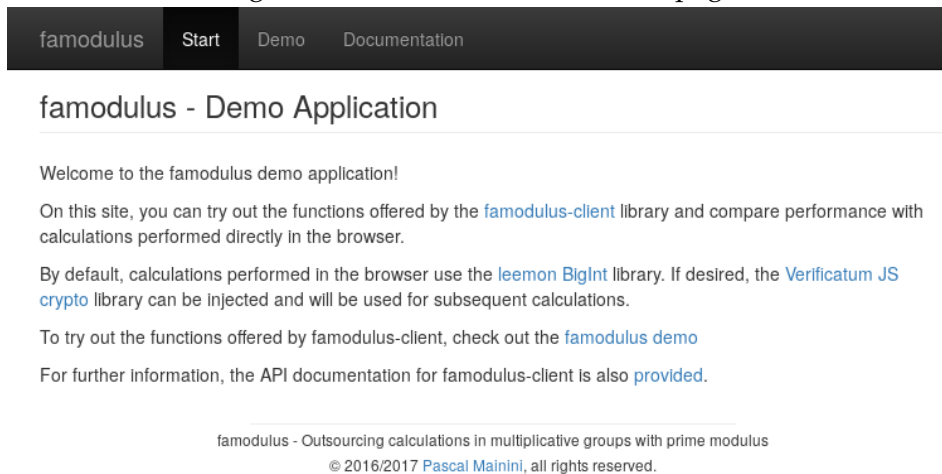 famodulus Start Demo Documentation
famodulus - Demo Application
Welcome to the famodulus demo application!
On this site, you can try out the functions offered by the famodulus-client library and compare performance with
calculations performed directly in the browser.
By default, calculations performed in the browser use the leemon BigInt library. If desired, the Verificatum JS
crypto library can be injected and will be used for subsequent calculations.
To try out the functions offered by famodulus-client, check out the famodulus demo
For further information, the API documentation for famodulus-client is also provided.
famodulus - Outsourcing calculations in multiplicative groups with prime modulus
© 2016/2017 Pascal Mainini, all rights reserved.